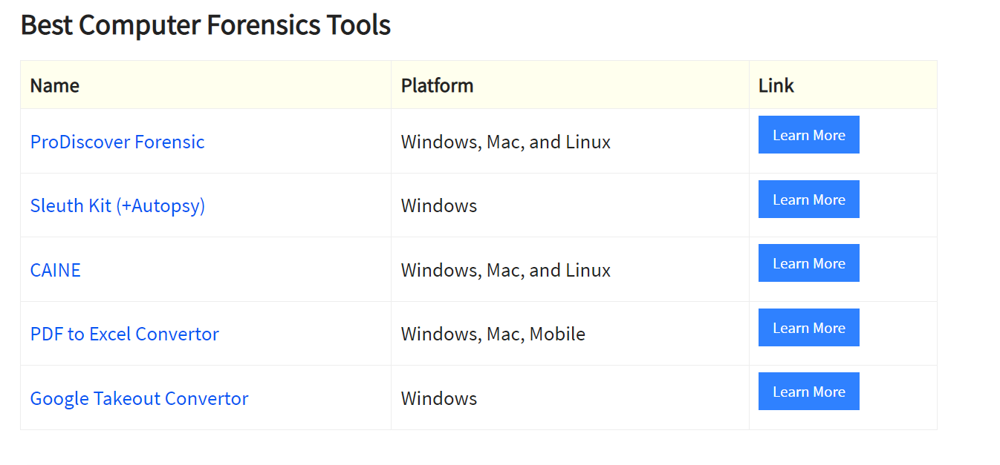 Best Computer Forensics Tools
Name Platform Link
ProDiscover Forensic Windows, Mac, and Linux Learn More
Sleuth Kit (+Autopsy) Windows Learn More
CAINE Windows, Mac, and Linux Learn More
PDF to Excel Convertor Windows, Mac, Mobile Learn More
Google Takeout Convertor Windows Learn More